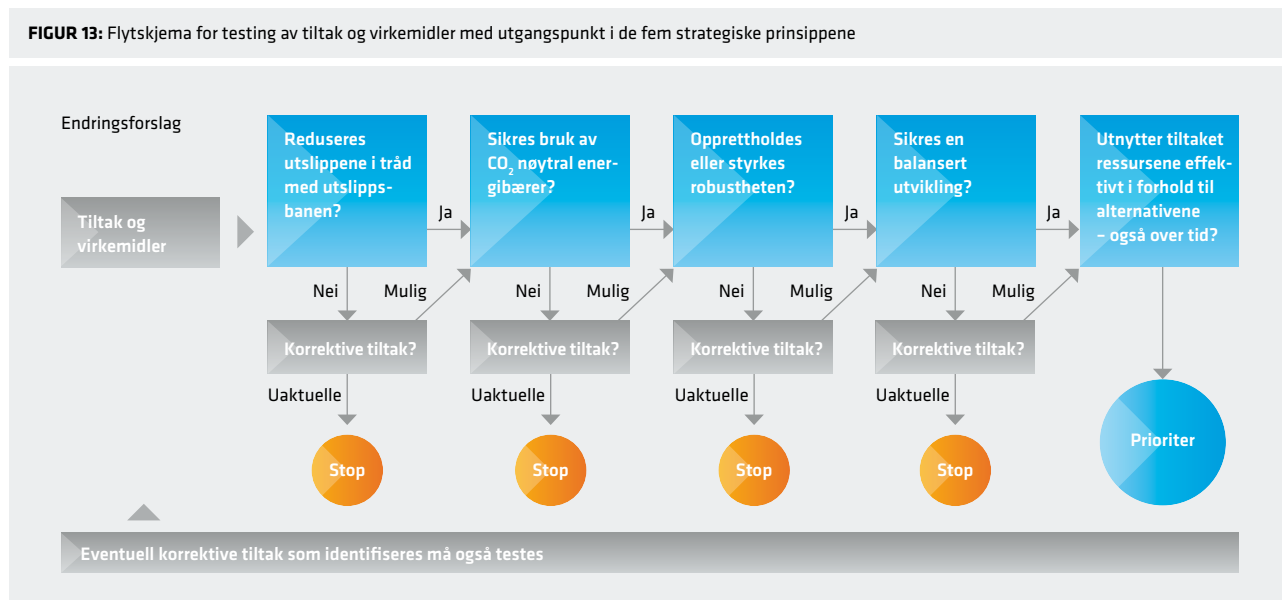 FIGUR 13: Flytskjema for testing av tiltak og virkemidler med utgangspunkt i de fem strategiske prinsippene
Endringsforslag
Tiltak og
virkemidler
Reduseres
utslippene i tråd
med utslipps-
banen?
Ja
Sikres bruk av
CO₂ nøytral ener-
gibærer?
Ja
Opprettholdes
eller styrkes
robustheten?
Ja
Sikres en
balansert
utvikling?
Ja
Utnytter tiltaket
ressursene effek-
tivt i forhold til
alternativene
– også over tid?
Nei
Mulig
Nei
Mulig
Nei
Mulig
Nei
Mulig
Korrektive tiltak?
Korrektive tiltak?
Korrektive tiltak?
Korrektive tiltak?
Uaktuelle
Uaktuelle
Uaktuelle
Uaktuelle
Stop
Stop
Stop
Stop
Prioriter
Eventuell korrektive tiltak som identifiseres må også testes